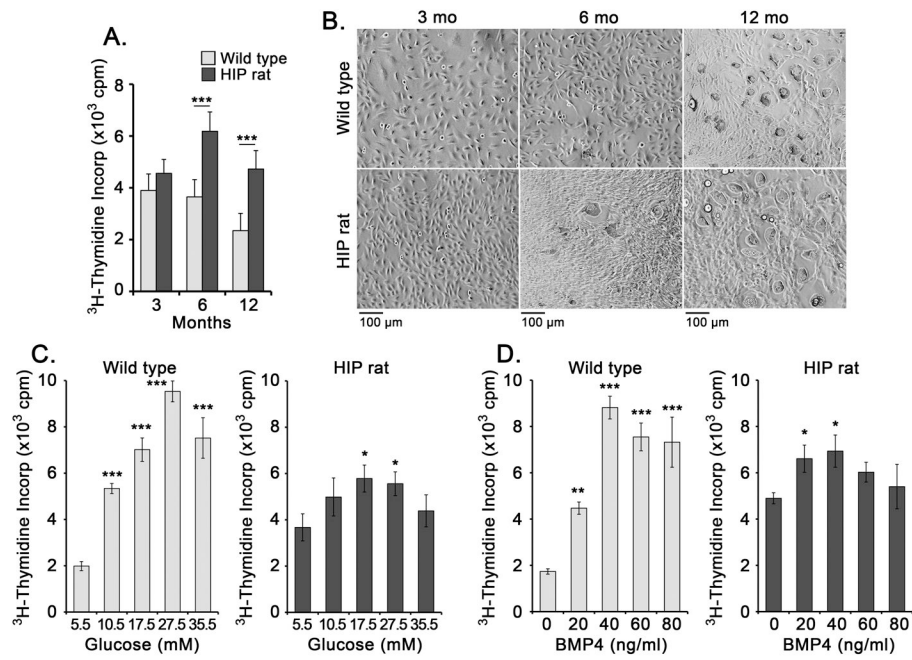 A.
Wild type
HIP rat
³H-Thymidine Incorp (x10³ cpm)
8
6
4
2
0
***
***
3 6 12
Months
B.
3 mo 6 mo 12 mo
Wild type
HIP rat
100 µm 100 µm 100 µm
C.
Wild type
³H-Thymidine Incorp (x10³ cpm)
10
8
6
4
2
0
*** *** *** ***
5.5 10.5 17.5 27.5 35.5
Glucose (mM)
HIP rat
³H-Thymidine Incorp (x10³ cpm)
10
8
6
4
2
0
* *
5.5 10.5 17.5 27.5 35.5
Glucose (mM)
D.
Wild type
³H-Thymidine Incorp (x10³ cpm)
10
8
6
4
2
0
** *** *** ***
0 20 40 60 80
BMP4 (ng/ml)
HIP rat
³H-Thymidine Incorp (x10³ cpm)
10
8
6
4
2
0
* *
0 20 40 60 80
BMP4 (ng/ml)